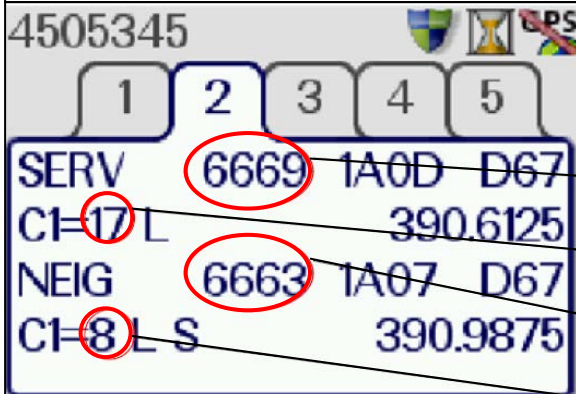 4505345 GPS
1 2 3 4 5
SERV 6669 1A0D D67
C1=17 L 390.6125
NEIG 6663 1A07 D67
C1=8 L S 390.9875